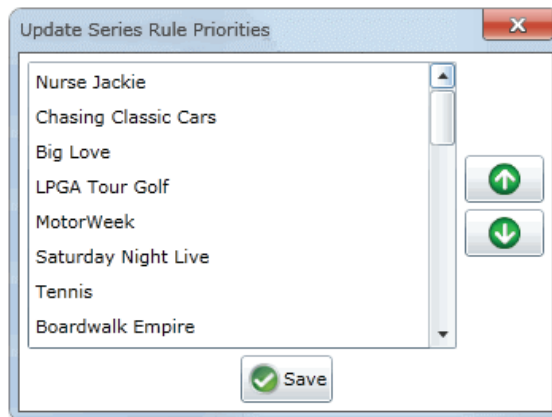 Update Series Rule Priorities
Nurse Jackie
Chasing Classic Cars
Big Love
LPGA Tour Golf
MotorWeek
Saturday Night Live
Tennis
Boardwalk Empire
Save